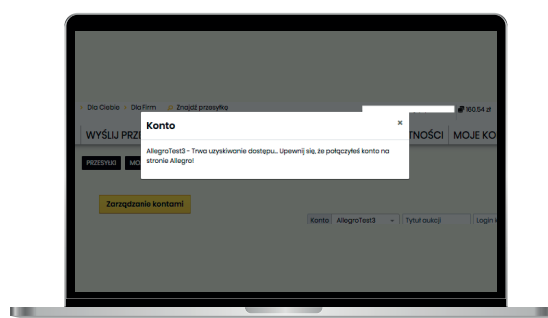 Dla Ciebie Dla Firm Znajdź przesyłkę
160.54 zł
Konto ×
WYŚLIJ PRZE
TNOŚCI MOJE KO
AllegroTest3 - Trwa uzyskiwanie dostępu... Upewnij się, że połączyłeś konto na
stronie Allegro!
PRZESYŁKI MO
Zarządzanie kontami
Konto AllegroTest3 Tytuł aukcji Login k